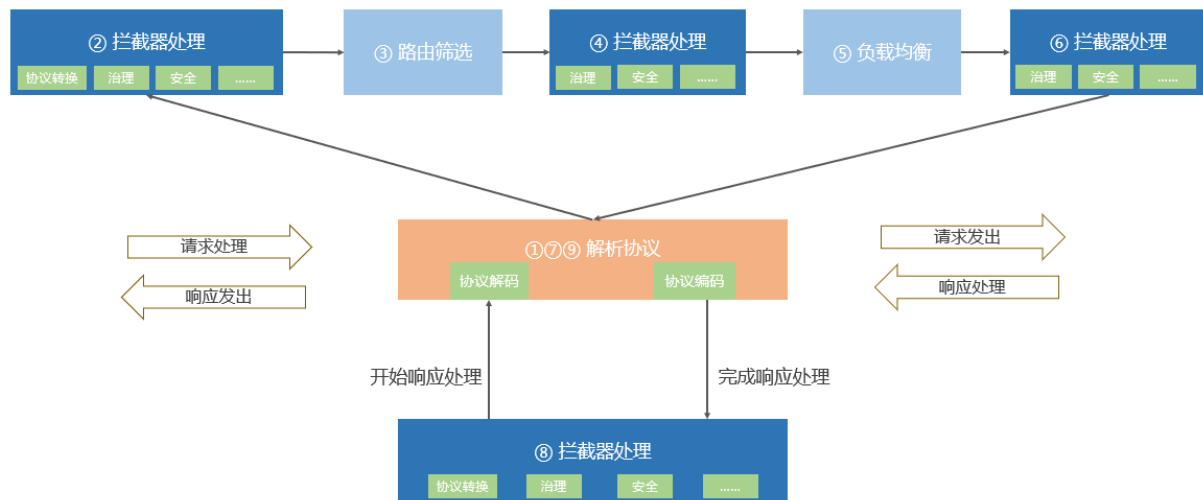 ② 拦截器处理
协议转换
治理
安全
……
③ 路由筛选
④ 拦截器处理
治理
安全
……
⑤ 负载均衡
⑥ 拦截器处理
治理
安全
……
请求处理
响应发出
①⑦⑨ 解析协议
协议解码
协议编码
请求发出
响应处理
开始响应处理
完成响应处理
⑧ 拦截器处理
协议转换
治理
安全
……